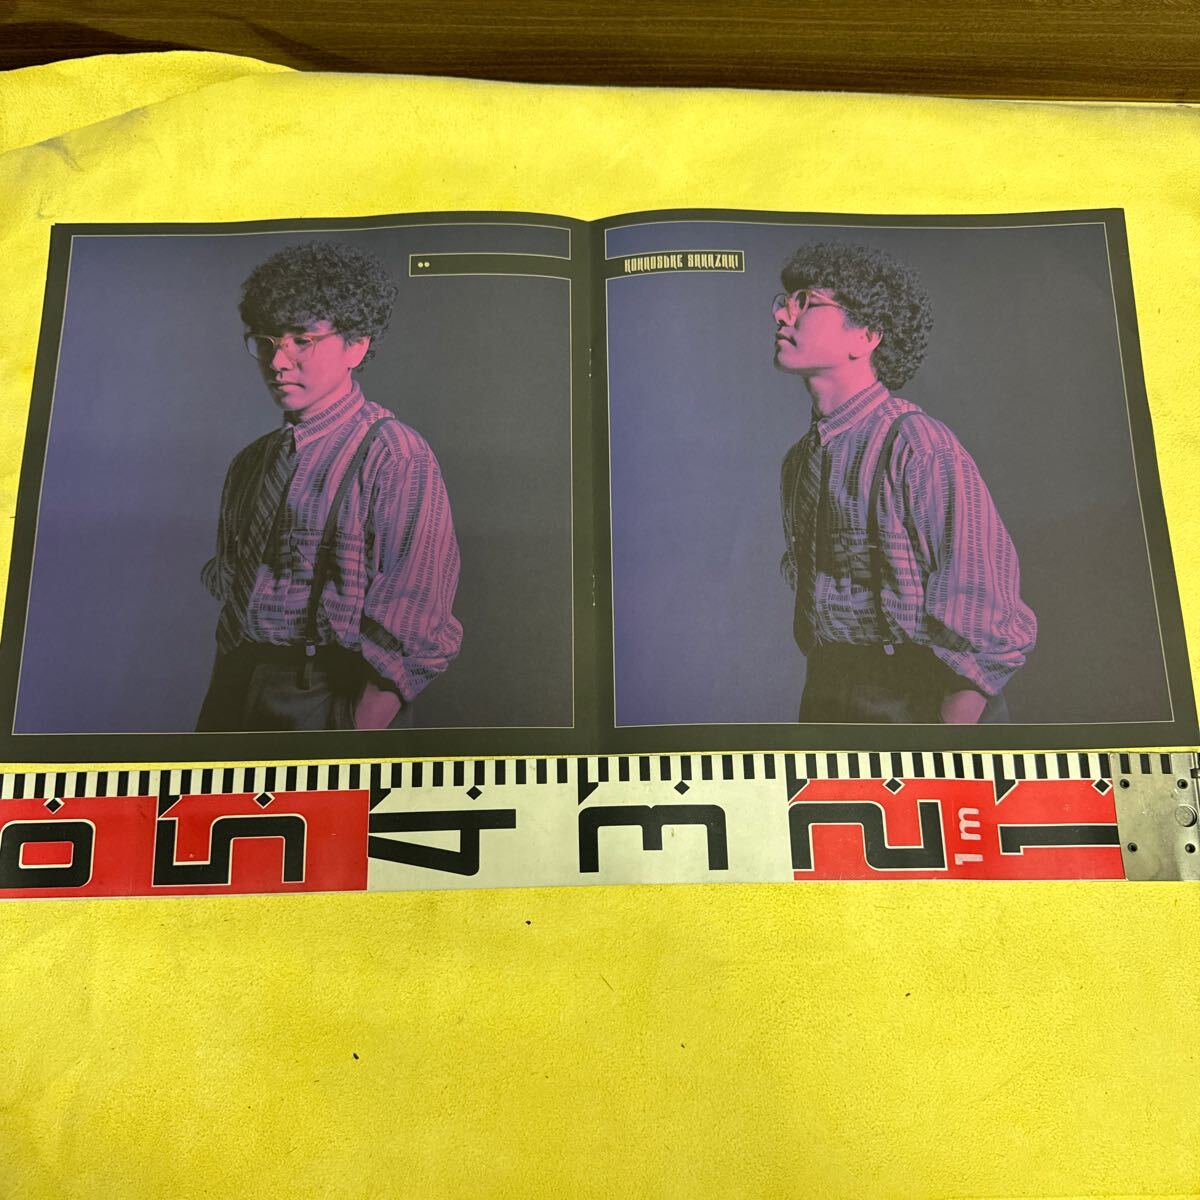 KOHNOSUKE SAKAZAKI
6 5 4 3 2 1m 1